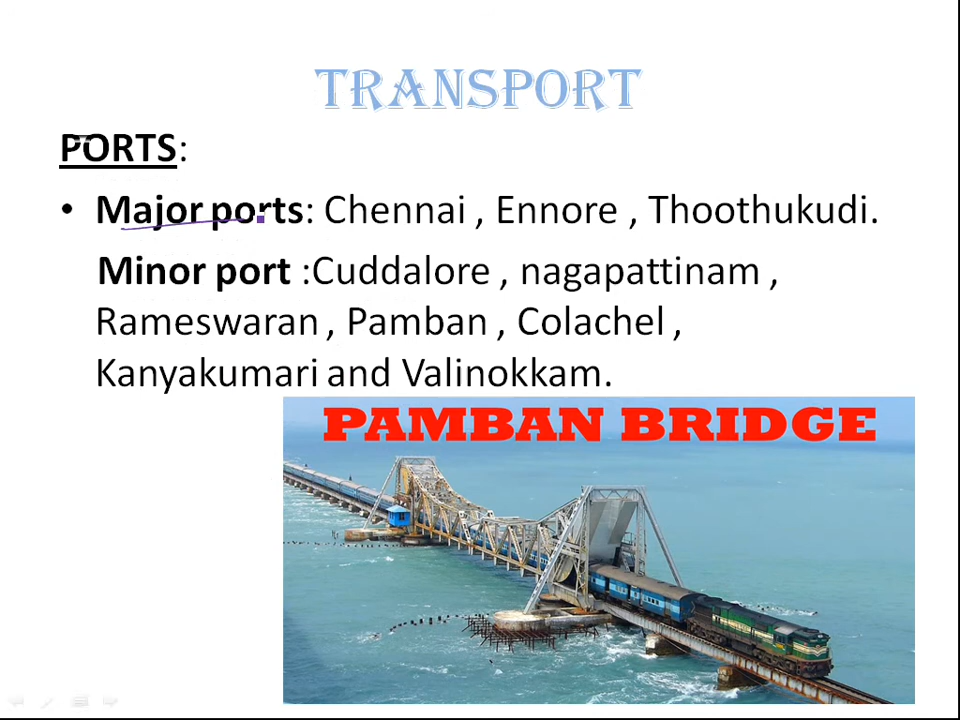 TRANSPORT
PORTS:
• Major ports: Chennai , Ennore , Thoothukudi.
Minor port :Cuddalore , nagapattinam ,
Rameswaran , Pamban , Colachel ,
Kanyakumari and Valinokkam.
PAMBAN BRIDGE